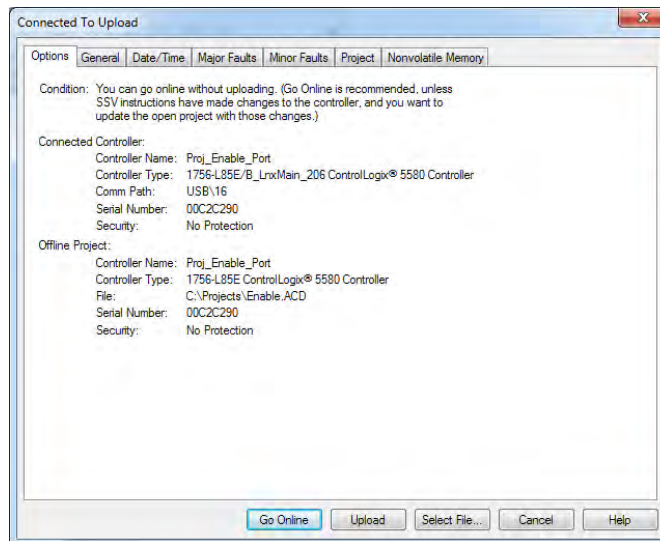 Connected To Upload
Options General Date/Time Major Faults Minor Faults Project Nonvolatile Memory
Condition: You can go online without uploading. (Go Online is recommended, unless
SSV instructions have made changes to the controller, and you want to
update the open project with those changes.)
Connected Controller:
Controller Name: Proj_Enable_Port
Controller Type: 1756-L85E/B_LnxMain_206 ControlLogix® 5580 Controller
Comm Path: USB\16
Serial Number: 00C2C290
Security: No Protection
Offline Project:
Controller Name: Proj_Enable_Port
Controller Type: 1756-L85E ControlLogix® 5580 Controller
File: C:\Projects\Enable.ACD
Serial Number: 00C2C290
Security: No Protection
Go Online Upload Select File... Cancel Help